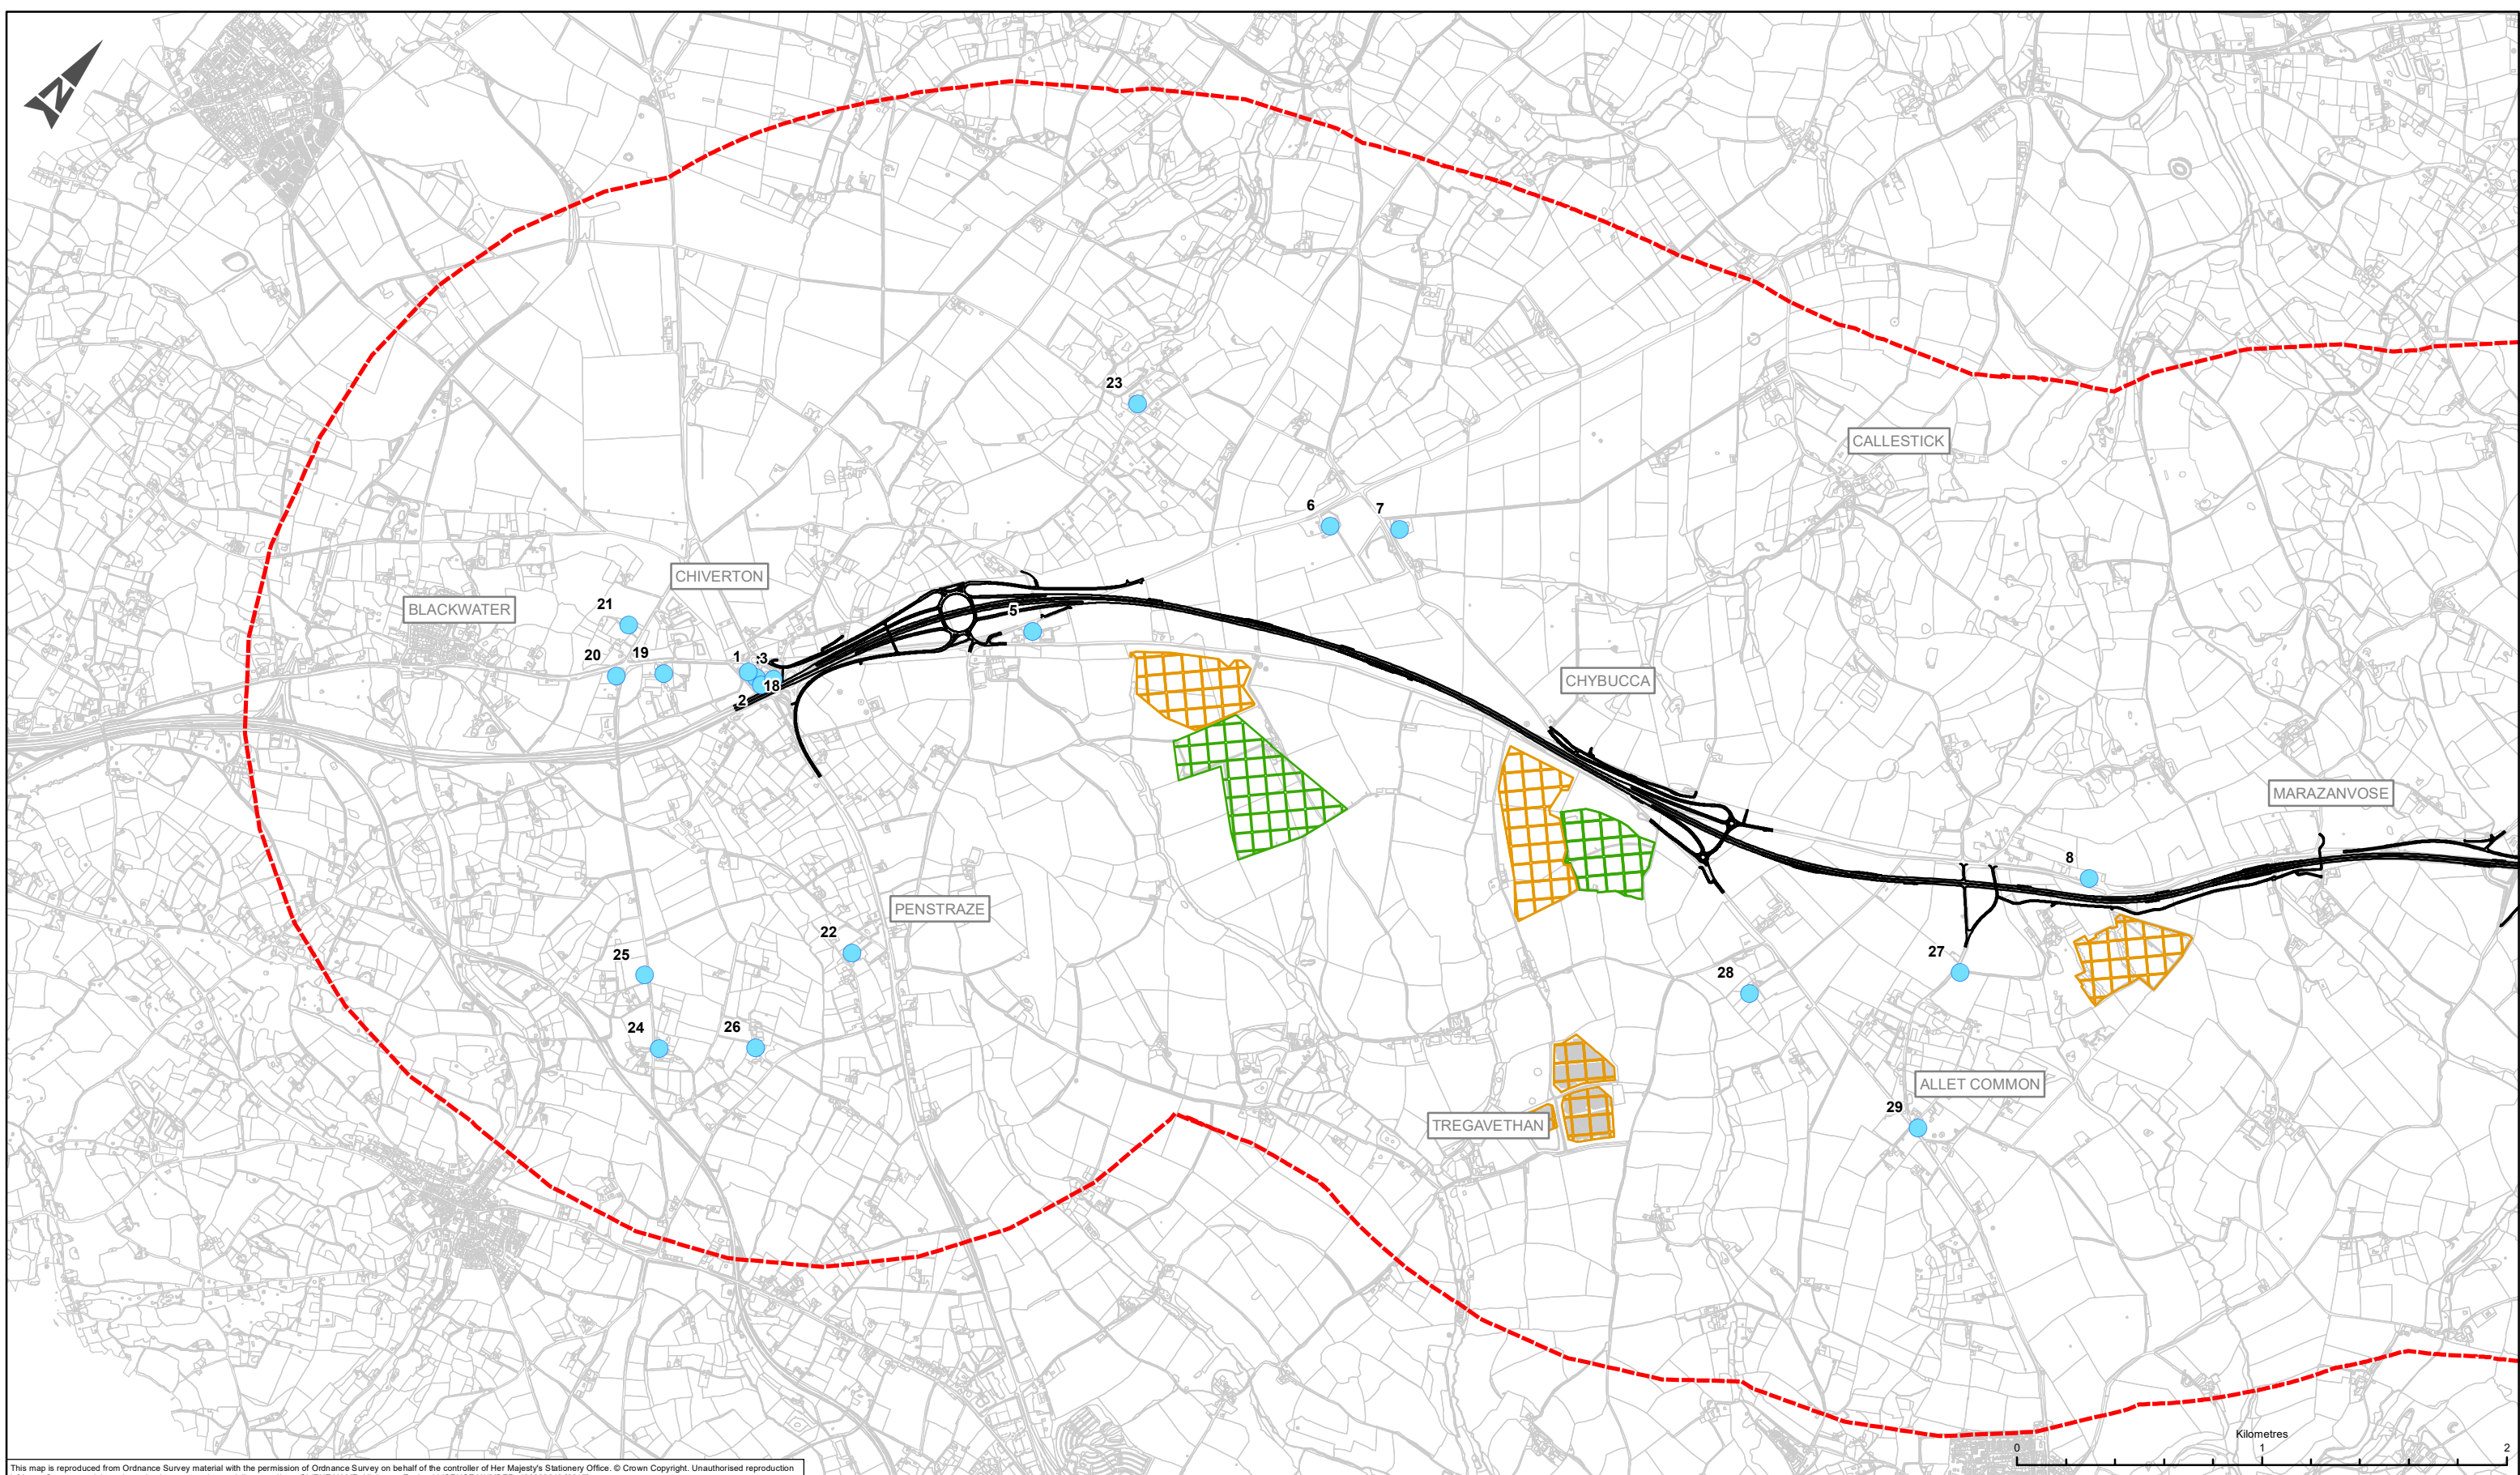 N
23
CALLESTICK
6
7
CHIVERTON
BLACKWATER
21
5
20
19
1
3
18
2
CHYBUCCA
MARAZANVOSE
8
PENSTRAZE
22
25
27
28
24
26
ALLET COMMON
29
TREGAVETHAN
Kilometres
0
1
2
This map is reproduced from Ordnance Survey material with the permission of Ordnance Survey on behalf of the controller of Her Majesty's Stationery Office. © Crown Copyright. Unauthorised reproduction